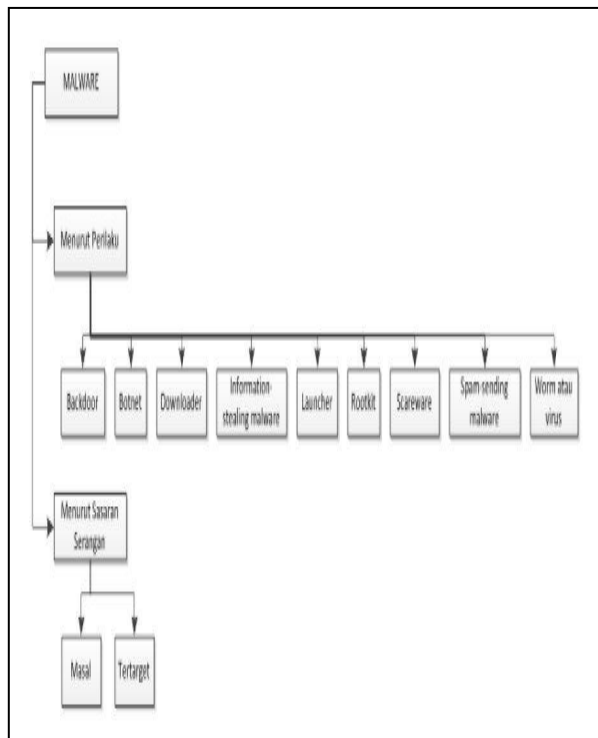 MALWARE
Menurut Perilaku
Backdoor
Botnet
Downloader
Information-
stealing malware
Launcher
Rootkit
Scareware
Spam-sending
malware
Worm atau
virus
Menurut Sasaran
Serangan
Masal
Tertarget